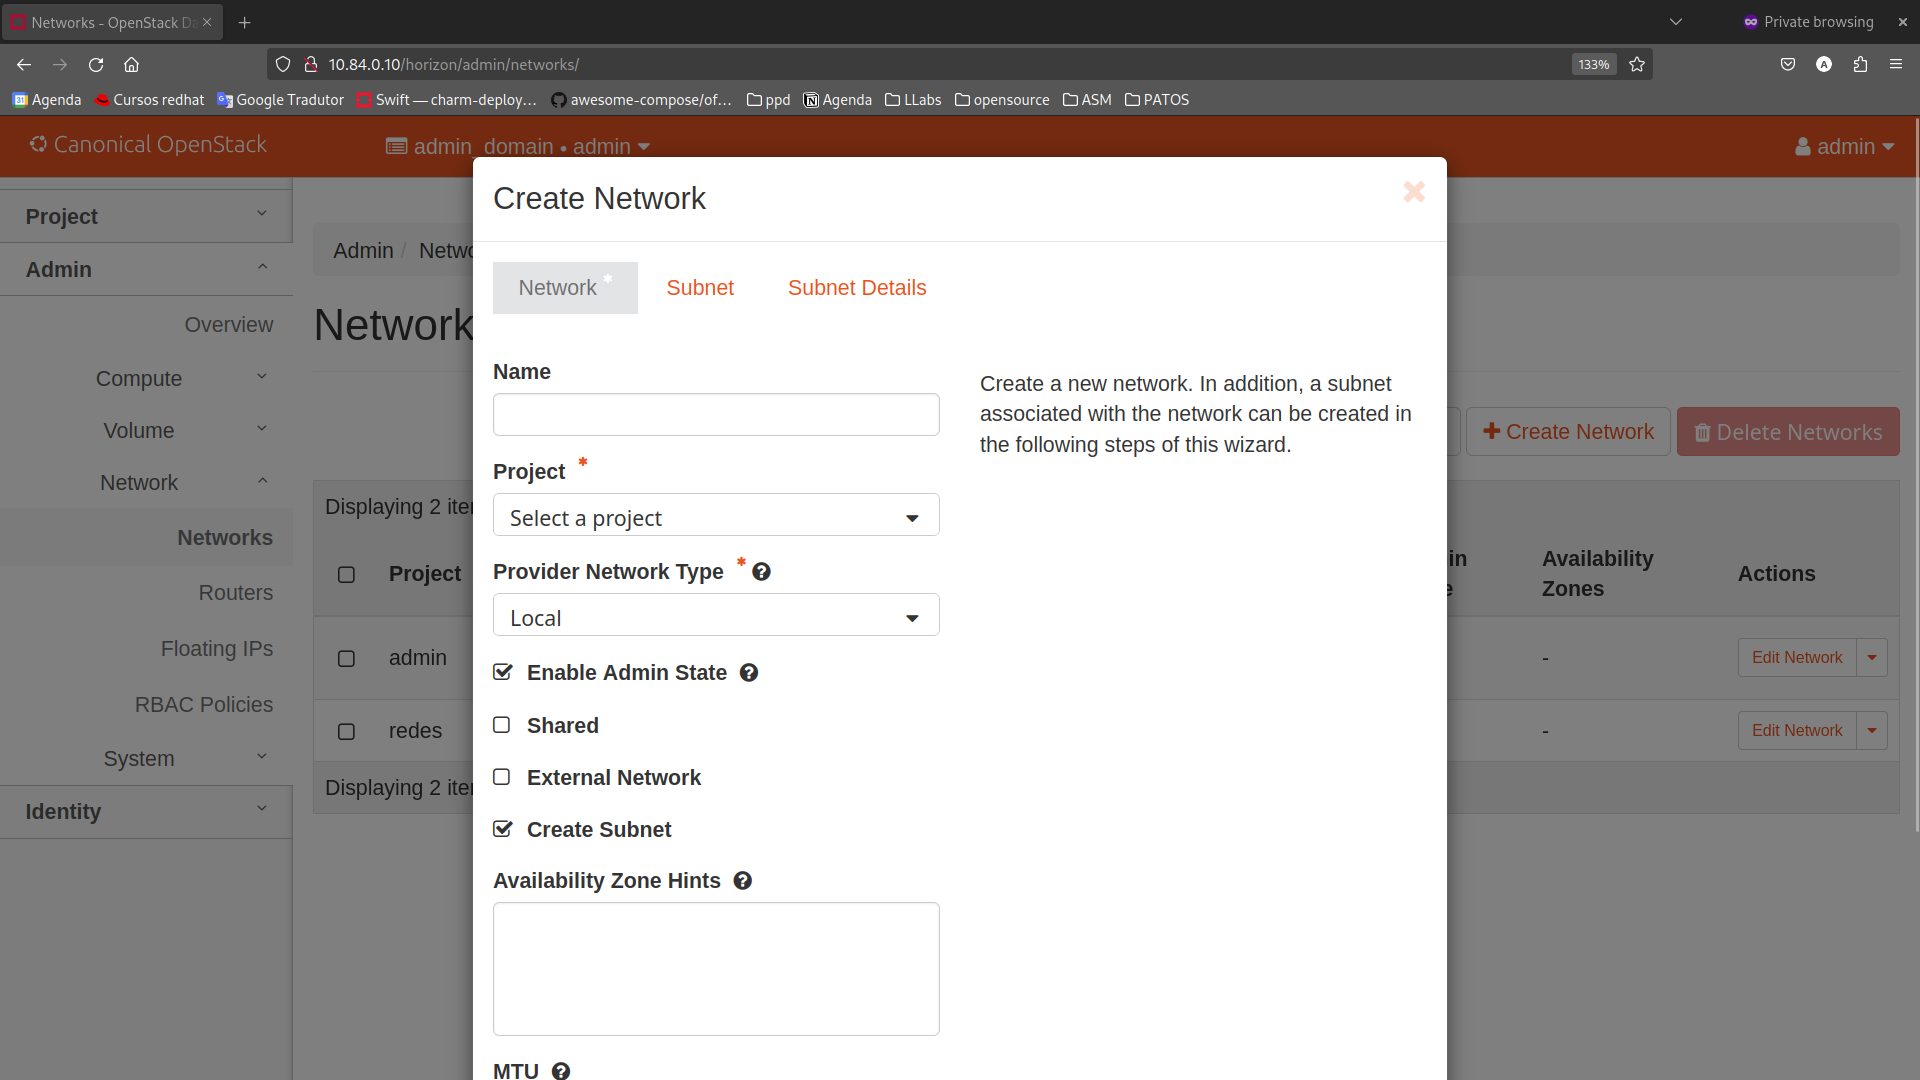 Networks - OpenStack D
Private browsing
10.84.0.10/horizon/admin/networks/
133%
Agenda
Cursos redhat
Google Tradutor
Swift — charm-deploy…
awesome-compose/of…
ppd
Agenda
LLabs
opensource
ASM
PATOS
Canonical OpenStack
admin_domain • admin
admin
Project
Admin
Overview
Compute
Volume
Network
Networks
Routers
Floating IPs
RBAC Policies
System
Identity
Admin /
Network
Create Network
Delete Networks
Displaying 2
Project
Availability
Zones
Actions
admin
-
Edit Network
redes
-
Edit Network
Displaying 2
Create Network
Network *
Subnet
Subnet Details
Name
Project *
Select a project
Provider Network Type *
Local
Enable Admin State
Shared
External Network
Create Subnet
Availability Zone Hints
MTU
Create a new network. In addition, a subnet
associated with the network can be created in
the following steps of this wizard.